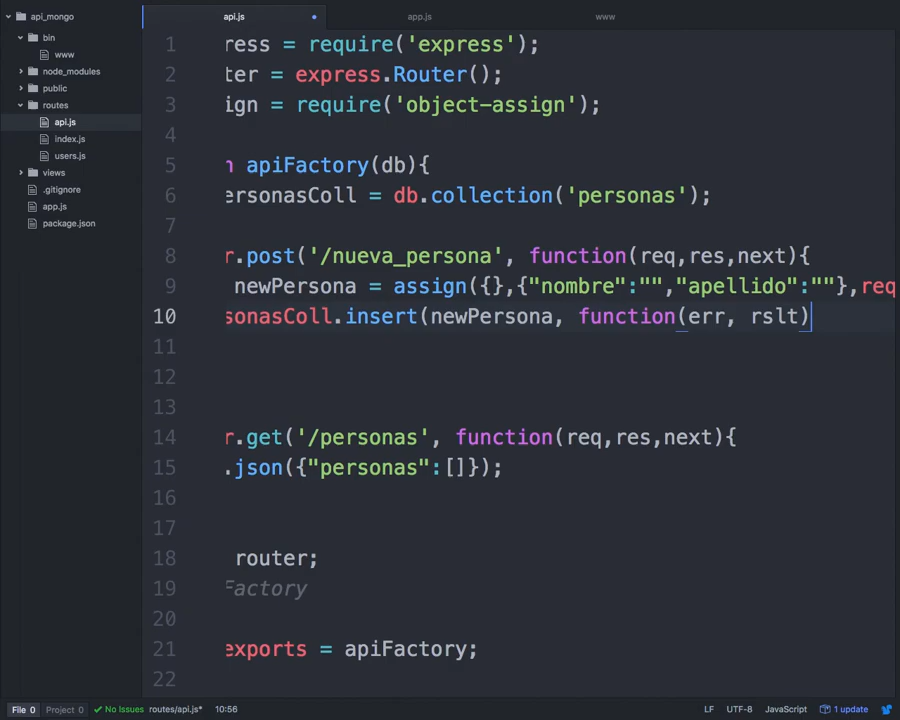 api_mongo
bin
www
node_modules
public
routes
api.js
index.js
users.js
views
.gitignore
app.js
package.json
api.js app.js www
1 ress = require('express');
2 ter = express.Router();
3 ign = require('object-assign');
4
5 n apiFactory(db){
6 ersonasColl = db.collection('personas');
7
8 r.post('/nueva_persona', function(req,res,next){
9 newPersona = assign({},{"nombre":"","apellido":""},req
10 sonasColl.insert(newPersona, function(err, rslt)
11
12
13
14 r.get('/personas', function(req,res,next){
15 .json({"personas":[]});
16
17
18 router;
19 Factory
20
21 exports = apiFactory;
22
File 0 Project 0 No Issues routes/api.js* 10:56 LF UTF-8 JavaScript 1 update